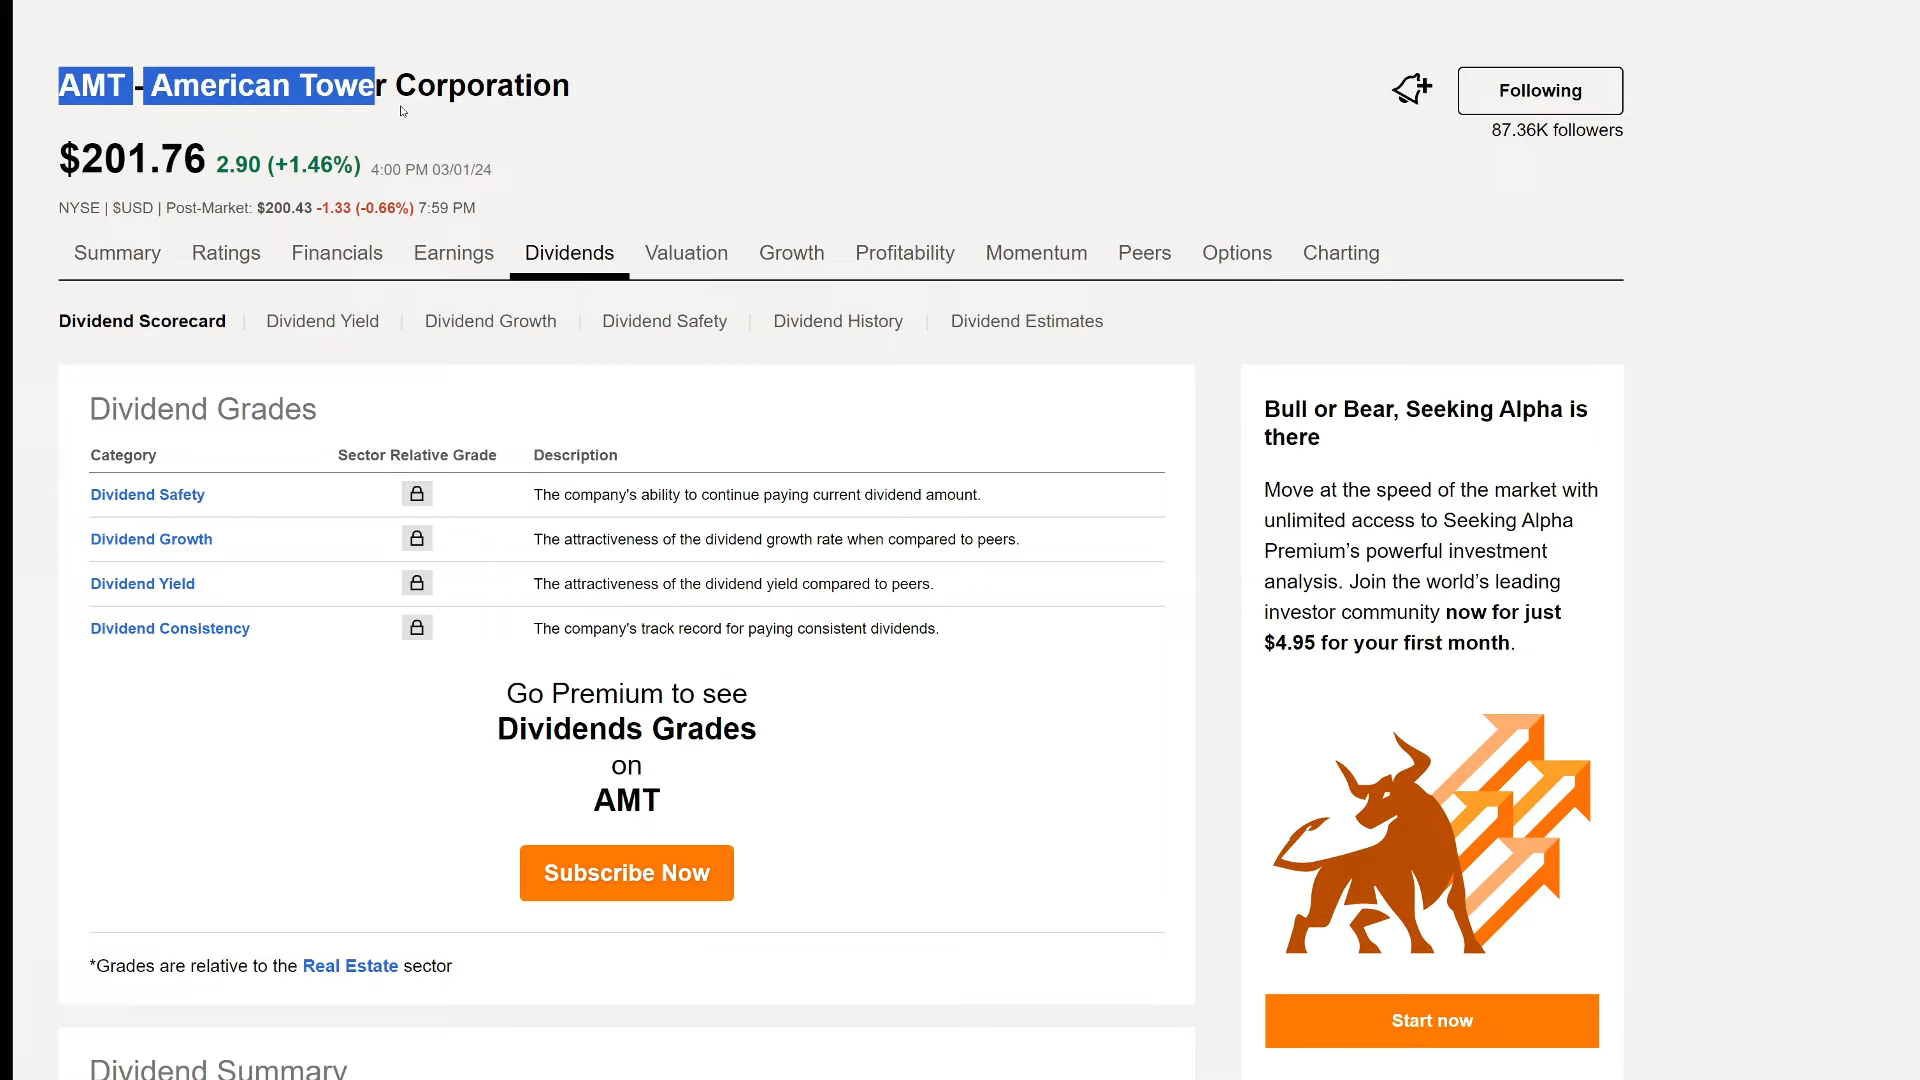 AMT - American Tower Corporation
Following
87.36K followers
$201.76 2.90 (+1.46%) 4:00 PM 03/01/24
NYSE | $USD | Post-Market: $200.43 -1.33 (-0.66%) 7:59 PM
Summary Ratings Financials Earnings Dividends Valuation Growth Profitability Momentum Peers Options Charting
Dividend Scorecard | Dividend Yield | Dividend Growth | Dividend Safety | Dividend History | Dividend Estimates
Dividend Grades
Category Sector Relative Grade Description
Dividend Safety The company's ability to continue paying current dividend amount.
Dividend Growth The attractiveness of the dividend growth rate when compared to peers.
Dividend Yield The attractiveness of the dividend yield compared to peers.
Dividend Consistency The company's track record for paying consistent dividends.
Go Premium to see
Dividends Grades
on
AMT
Subscribe Now
*Grades are relative to the Real Estate sector
Dividend Summary
Bull or Bear, Seeking Alpha is
there
Move at the speed of the market with
unlimited access to Seeking Alpha
Premium’s powerful investment
analysis. Join the world’s leading
investor community now for just
$4.95 for your first month.
Start now